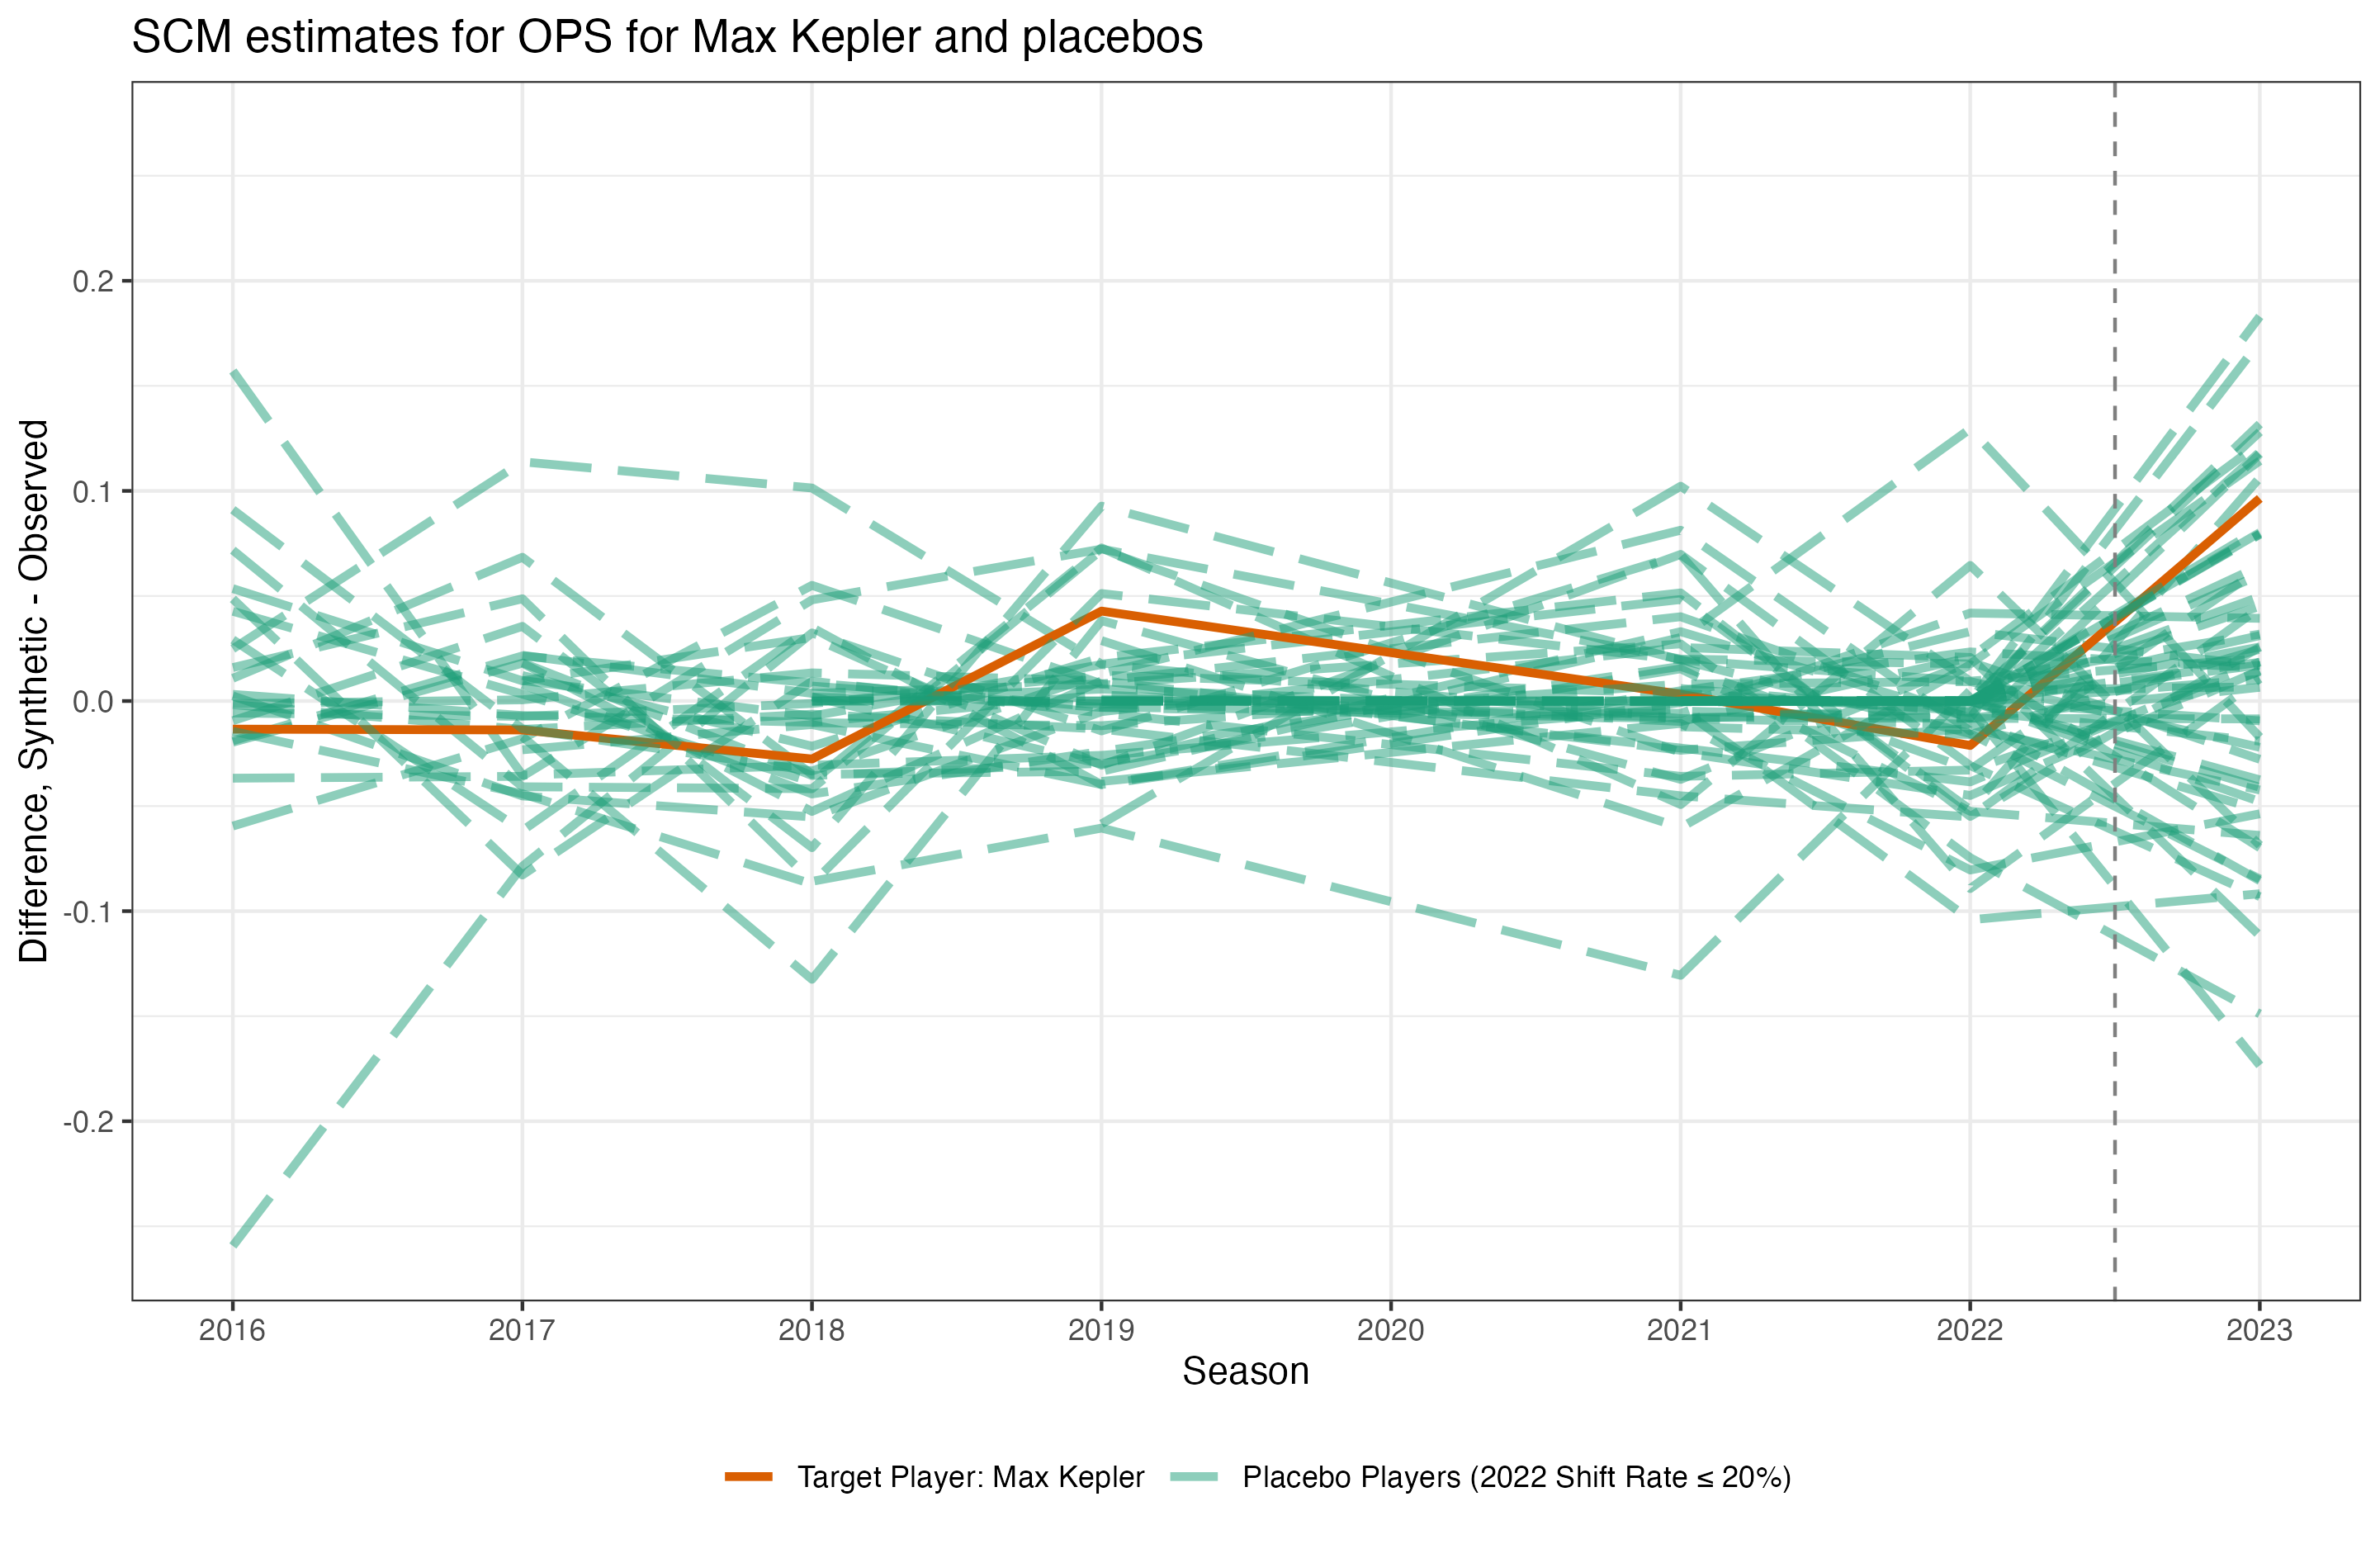 SCM estimates for OPS for Max Kepler and placebos
Difference, Synthetic - Observed
0.2
0.1
0.0
-0.1
-0.2
2016 2017 2018 2019 2020 2021 2022 2023
Season
Target Player: Max Kepler Placebo Players (2022 Shift Rate ≤ 20%)